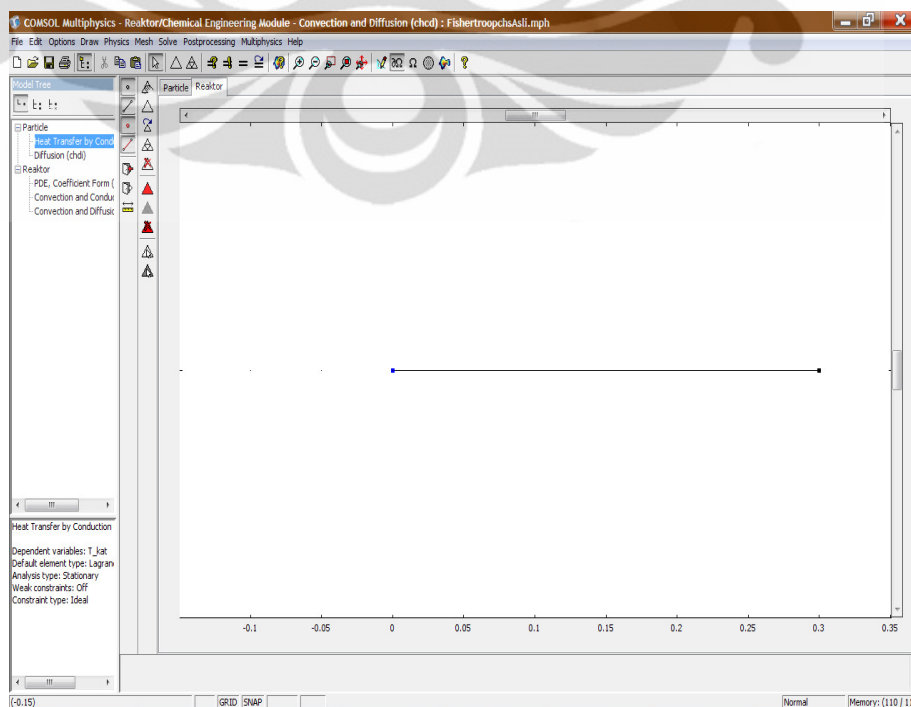 COMSOL Multiphysics - Reaktor/Chemical Engineering Module - Convection and Diffusion (chcd) : FishertroopchsAsli.mph
File Edit Options Draw Physics Mesh Solve Postprocessing Multiphysics Help
Model Tree
Particle Reaktor
Particle
Heat Transfer by Cond
Diffusion (chdi)
Reaktor
PDE, Coefficient Form (
Convection and Conduc
Convection and Diffusic
Heat Transfer by Conduction
Dependent variables: T_kat
Default element type: Lagran
Analysis type: Stationary
Weak constraints: Off
Constraint type: Ideal
-0.1 -0.05 0 0.05 0.1 0.15 0.2 0.25 0.3 0.35
(-0.15) GRID SNAP Normal Memory: (110 / 11